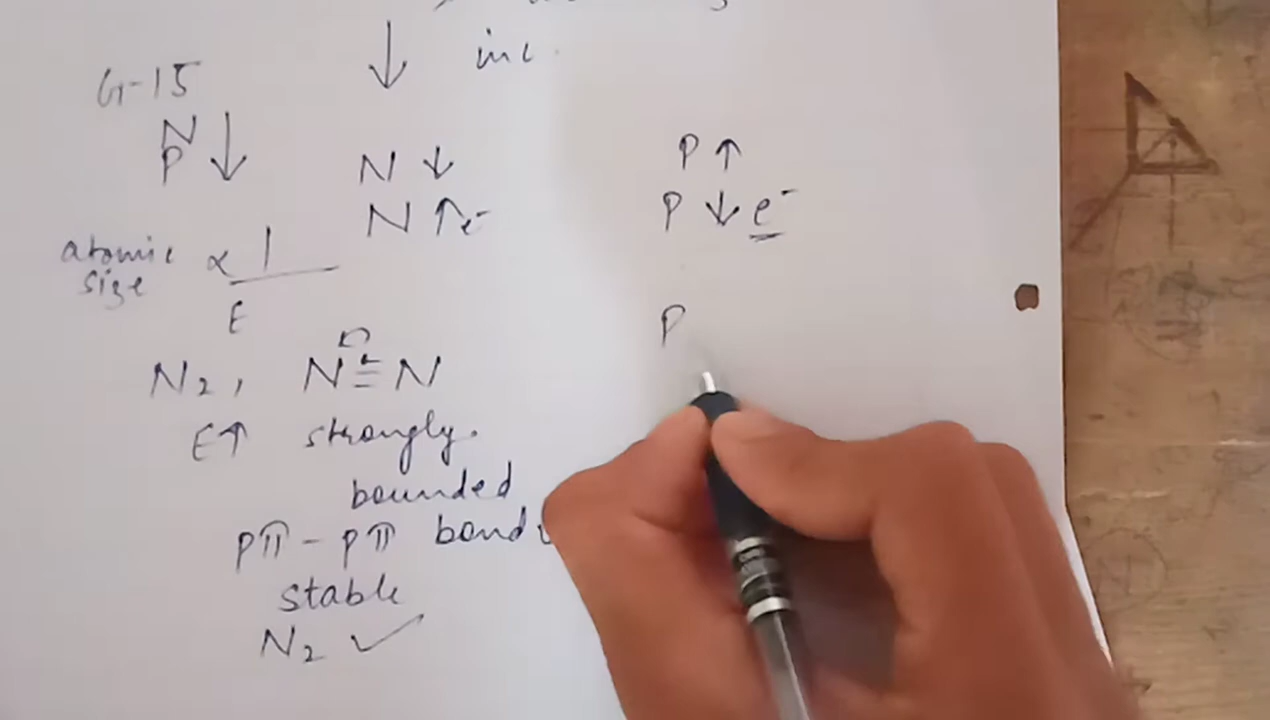 ↓ inc.
G-15
N
P ↓
N ↓
N ↑ e-
atomic size ∝ 1
E
N2, N≡N
E↑ strongly.
bounded
pπ - pπ bond
stable
N2 ✓
P ↑
P ↓ e-
P